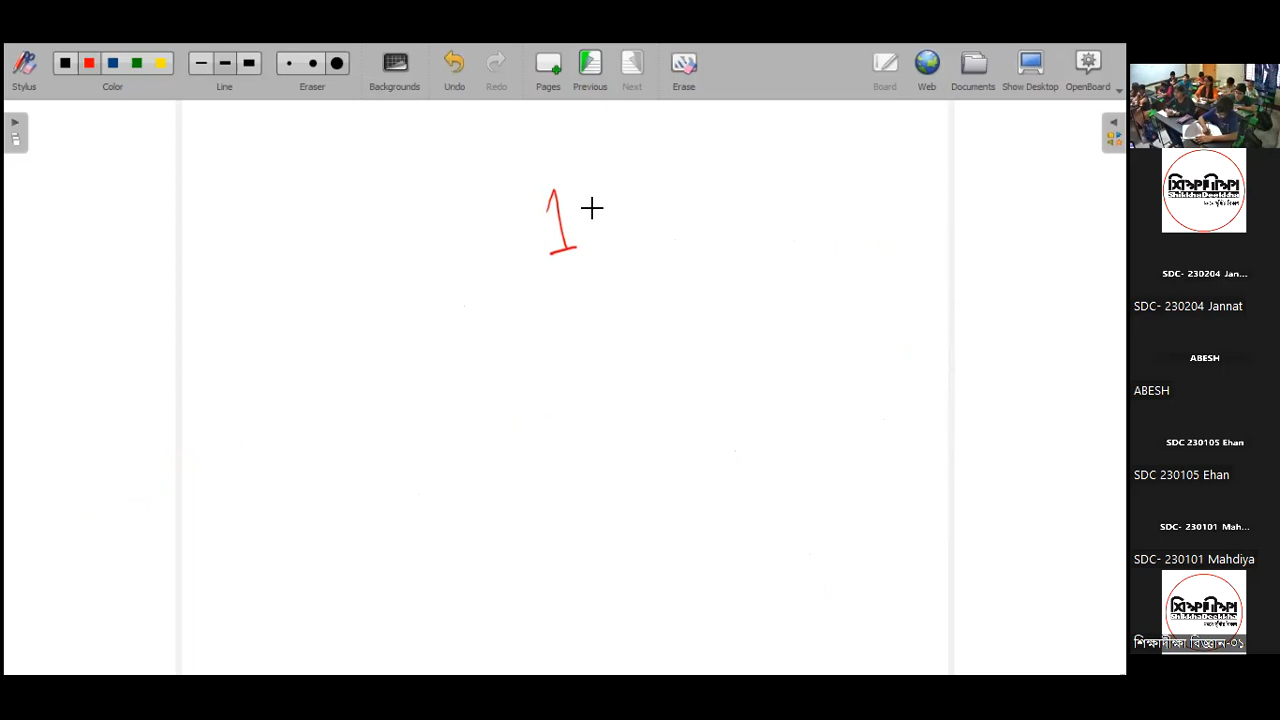 Stylus
Color
Line
Eraser
Backgrounds
Undo
Redo
Pages
Previous
Next
Erase
Board
Web
Documents
Show Desktop
OpenBoard
1
ShikkhaDeekkha
SDC- 230204 Jan...
SDC- 230204 Jannat
ABESH
ABESH
SDC 230105 Ehan
SDC 230105 Ehan
SDC- 230101 Mah...
SDC- 230101 Mahdiya
ShikkhaDeekkha
শিক্ষাদীক্ষা বিজ্ঞান-০১